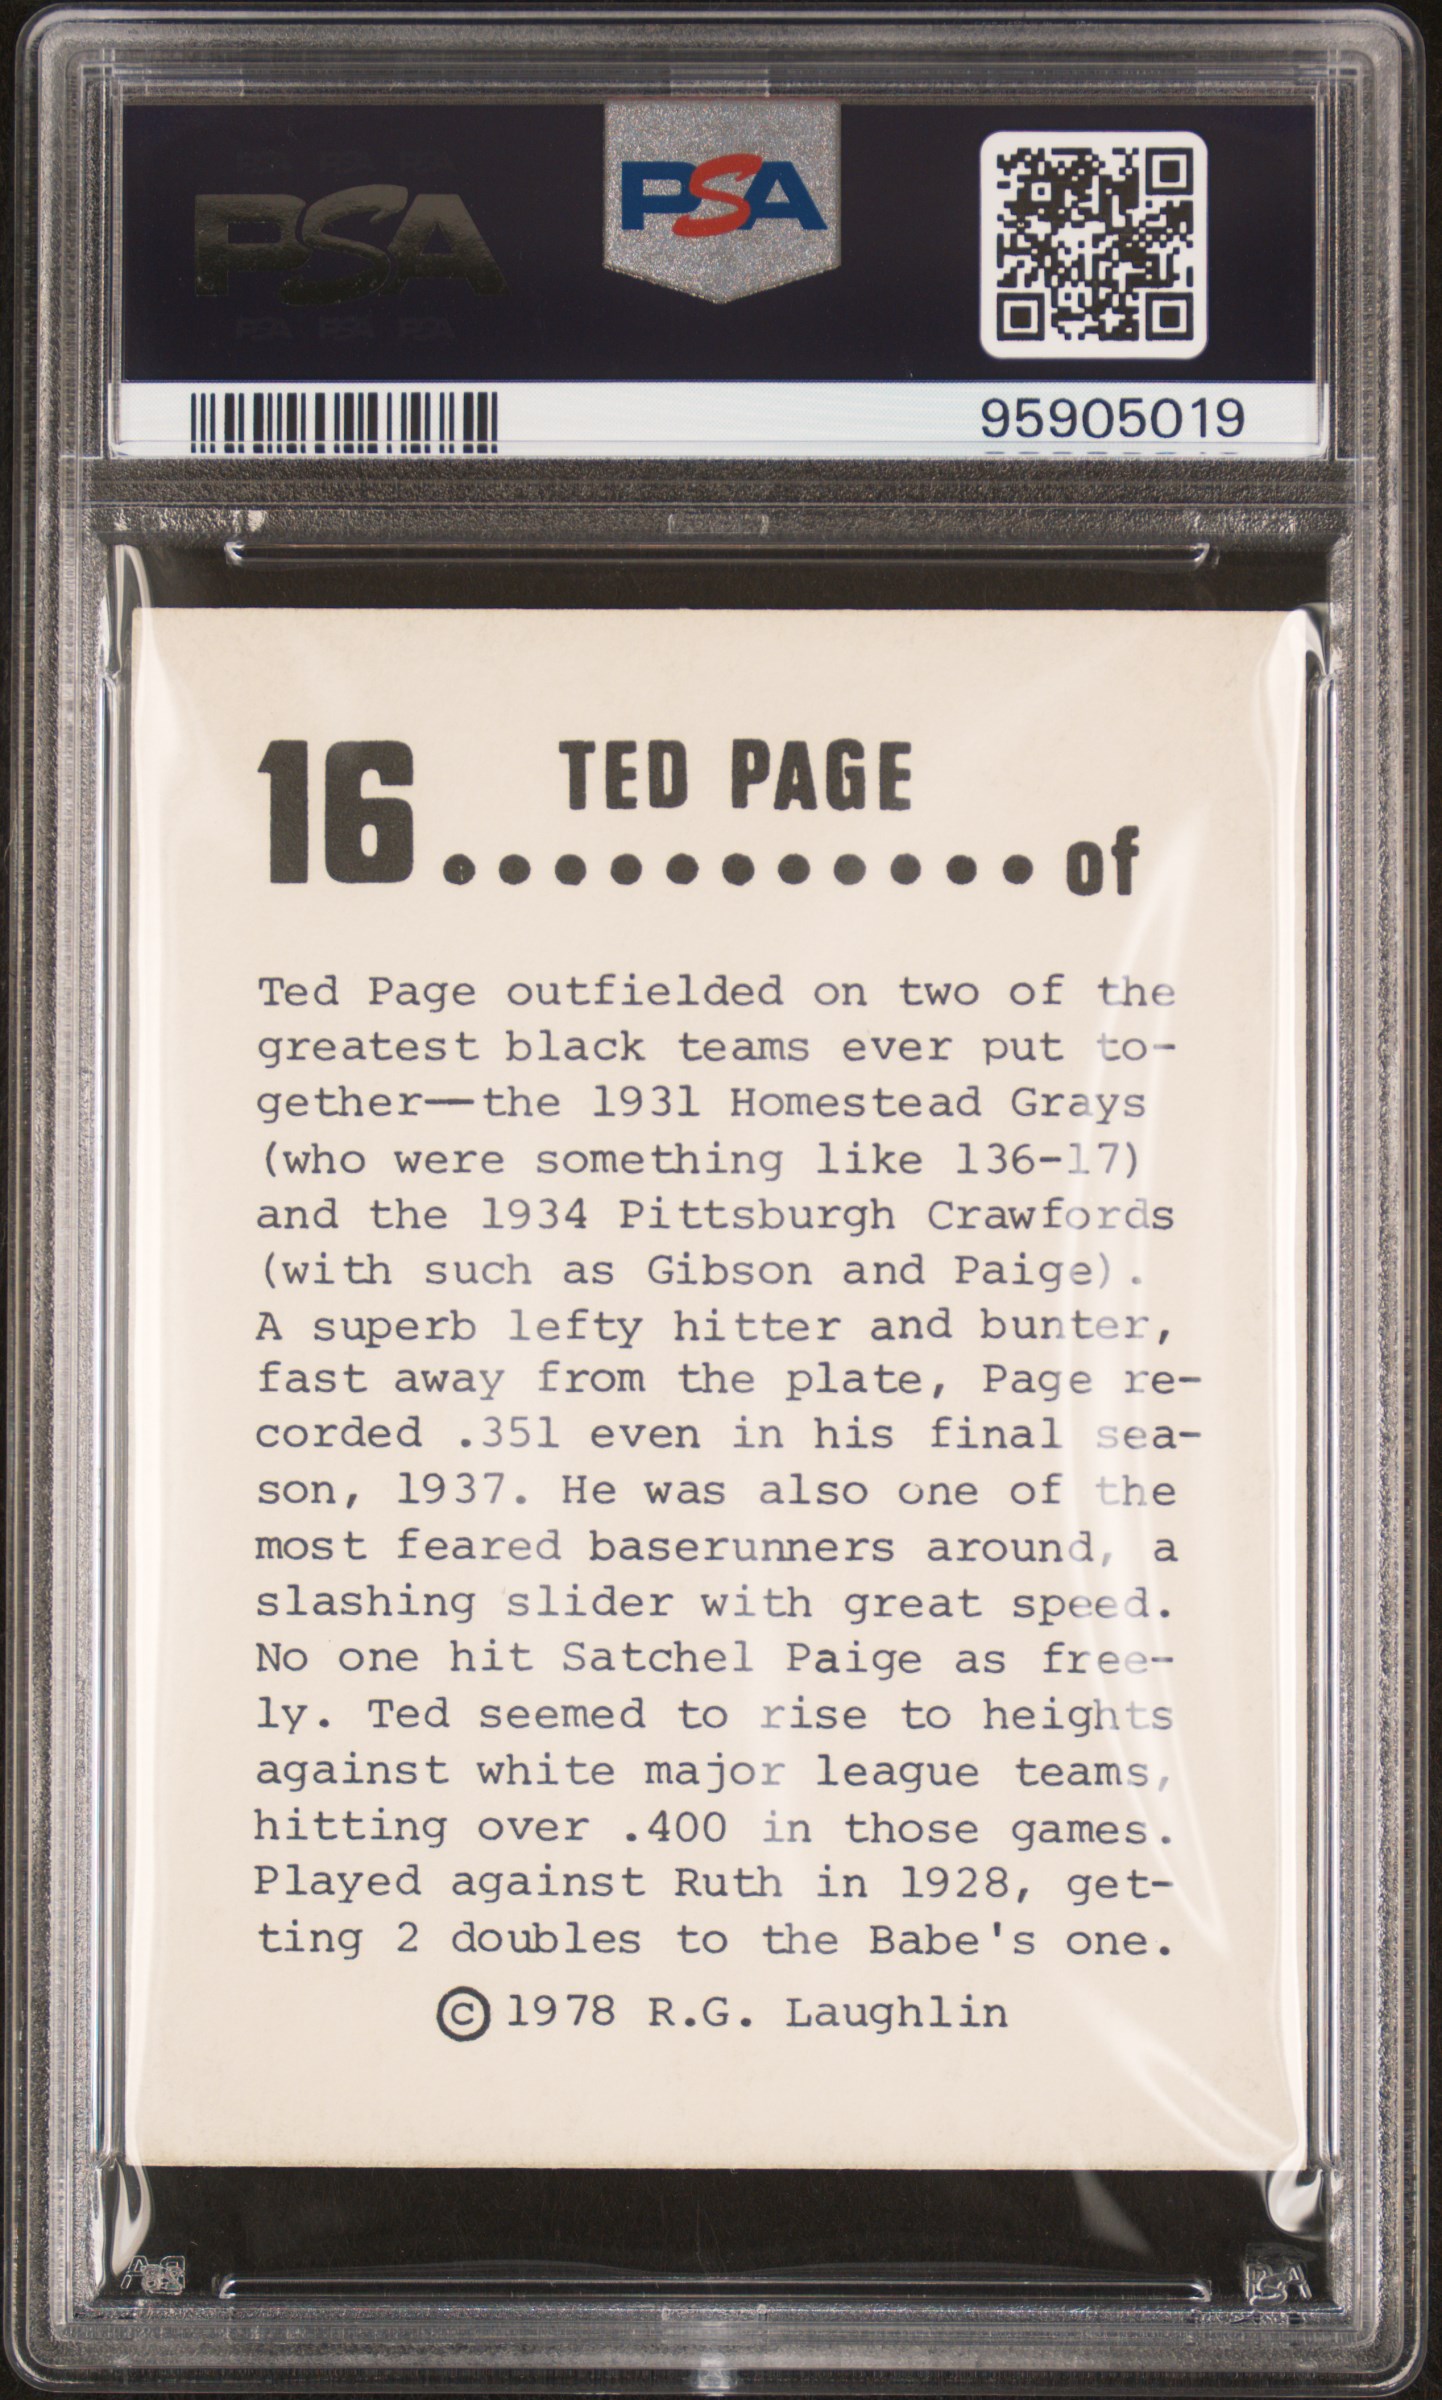 PSA
PSA
95905019
16
TED PAGE
............ of
Ted Page outfielded on two of the
greatest black teams ever put to-
gether—the 1931 Homestead Grays
(who were something like 136-17)
and the 1934 Pittsburgh Crawfords
(with such as Gibson and Paige).
A superb lefty hitter and bunter,
fast away from the plate, Page re-
corded .351 even in his final sea-
son, 1937. He was also one of the
most feared baserunners around, a
slashing slider with great speed.
No one hit Satchel Paige as free-
ly. Ted seemed to rise to heights
against white major league teams,
hitting over .400 in those games.
Played against Ruth in 1928, get-
ting 2 doubles to the Babe's one.
©1978 R.G. Laughlin
PSA